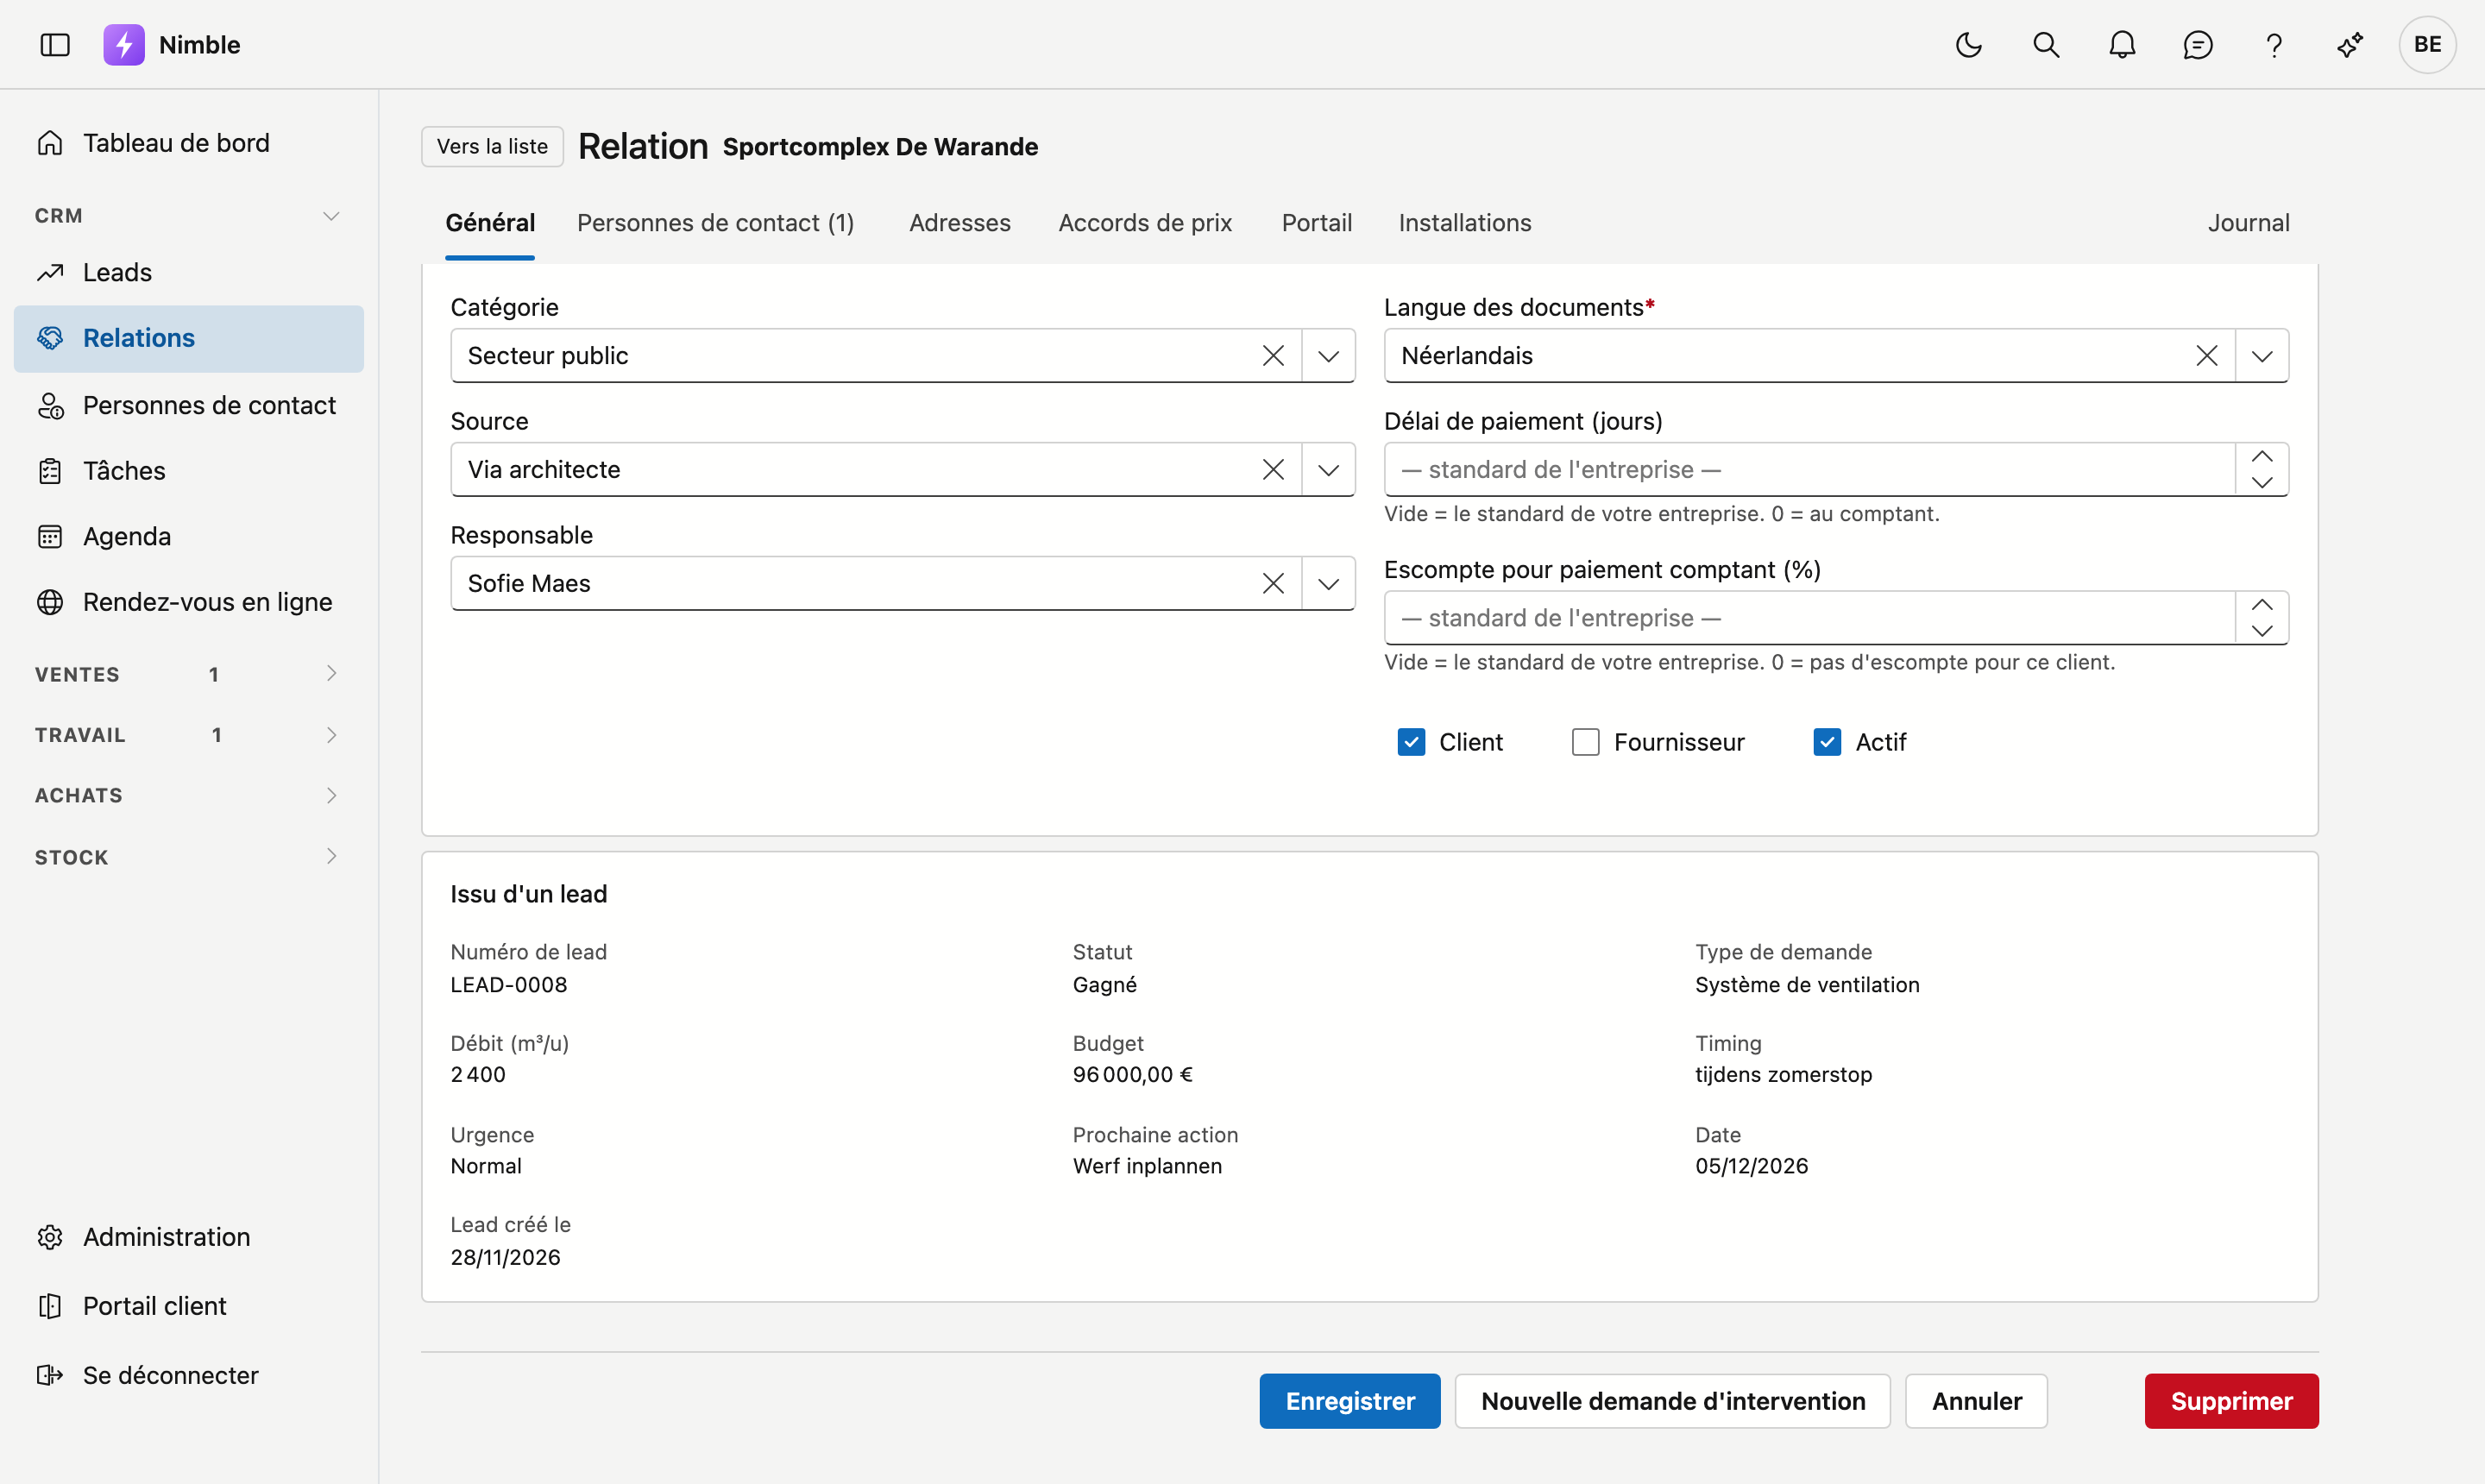 Nimble
BE
Tableau de bord
CRM
Leads
Relations
Personnes de contact
Tâches
Agenda
Rendez-vous en ligne
VENTES 1
TRAVAIL 1
ACHATS
STOCK
Administration
Portail client
Se déconnecter
Vers la liste Relation Sportcomplex De Warande
Général Personnes de contact (1) Adresses Accords de prix Portail Installations Journal
Catégorie
Secteur public
Source
Via architecte
Responsable
Sofie Maes
Langue des documents*
Néerlandais
Délai de paiement (jours)
— standard de l'entreprise —
Vide = le standard de votre entreprise. 0 = au comptant.
Escompte pour paiement comptant (%)
— standard de l'entreprise —
Vide = le standard de votre entreprise. 0 = pas d'escompte pour ce client.
Client Fournisseur Actif
Issu d'un lead
Numéro de lead Statut Type de demande
LEAD-0008 Gagné Système de ventilation
Débit (m³/u) Budget Timing
2 400 96 000,00 € tijdens zomerstop
Urgence Prochaine action Date
Normal Werf inplannen 05/12/2026
Lead créé le
28/11/2026
Enregistrer Nouvelle demande d'intervention Annuler Supprimer